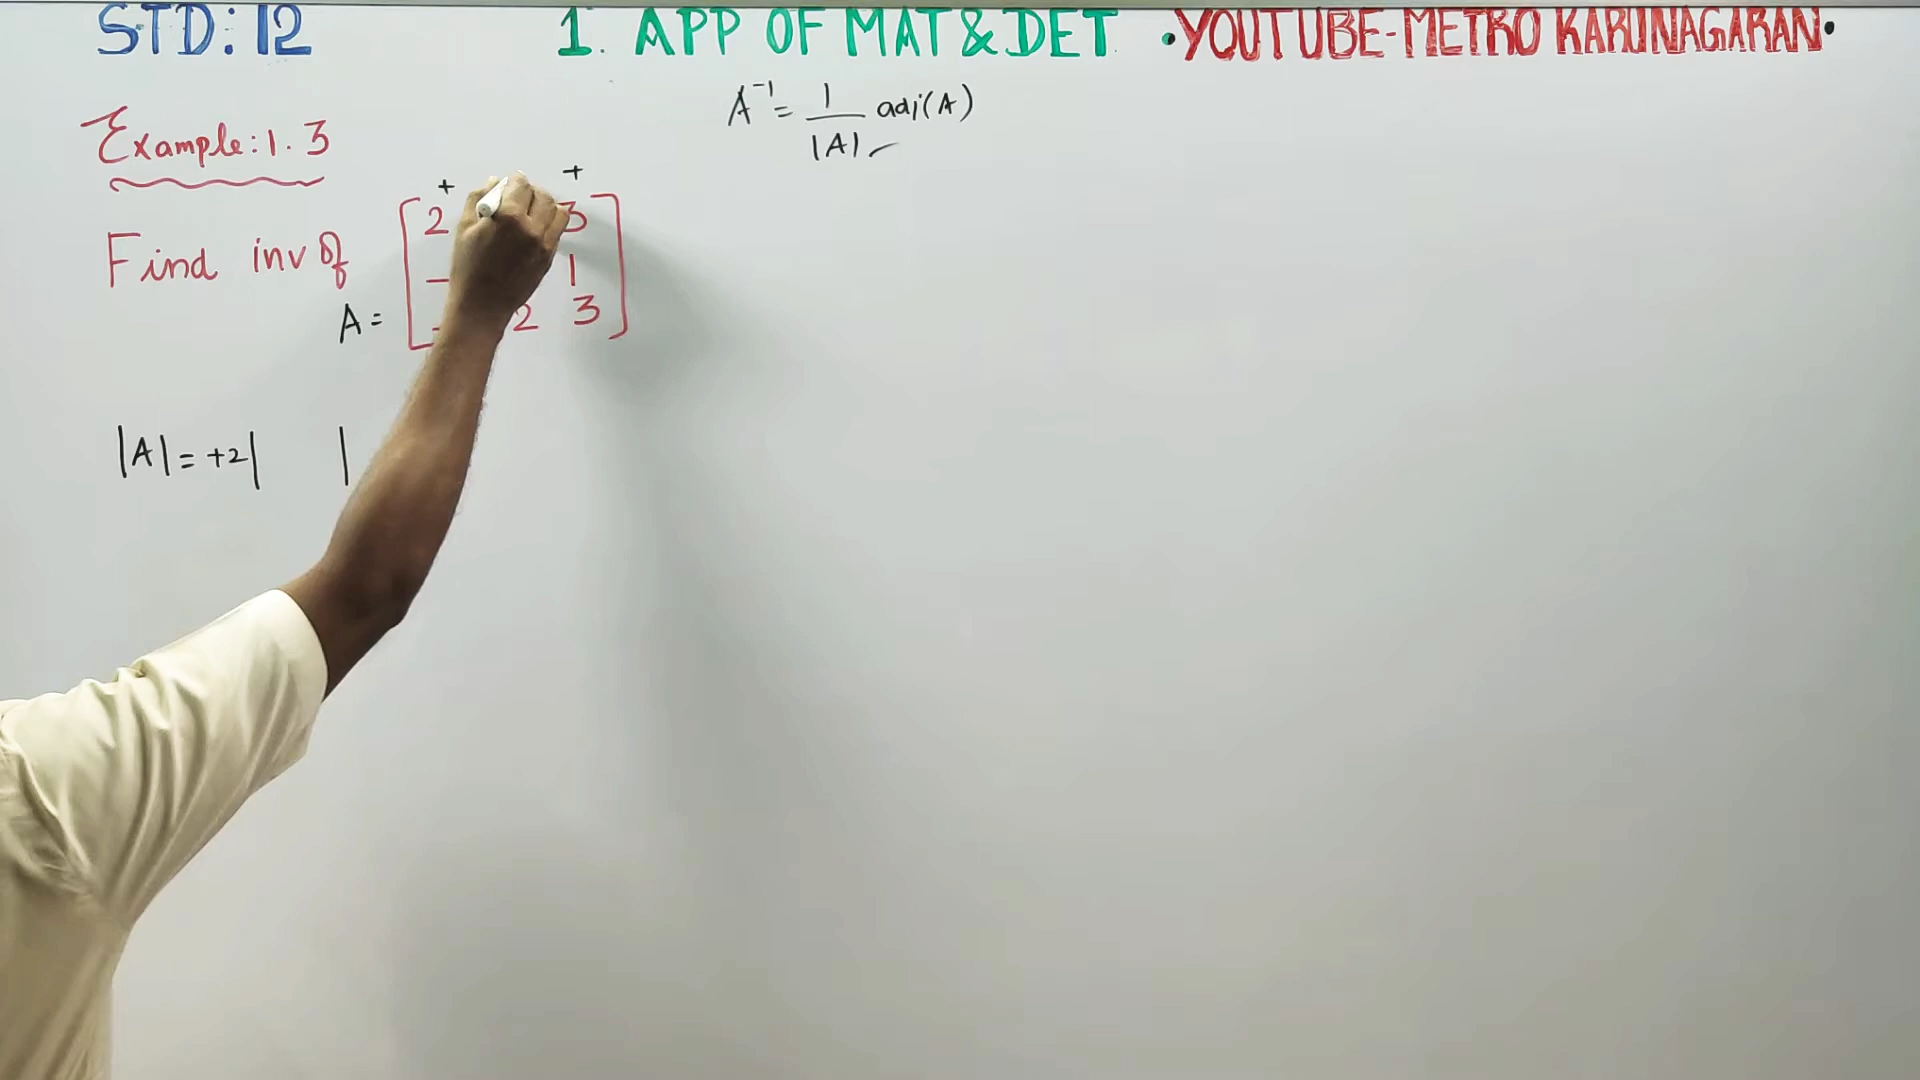 STD: 12
1. APP OF MAT & DET
•YOUTUBE-METRO KARUNAGARAN•
A⁻¹ = 1/|A| adj(A)
Example: 1.3
+ +
Find inv of
A =
2 3
- 1
- 2 3
|A| = +2| |